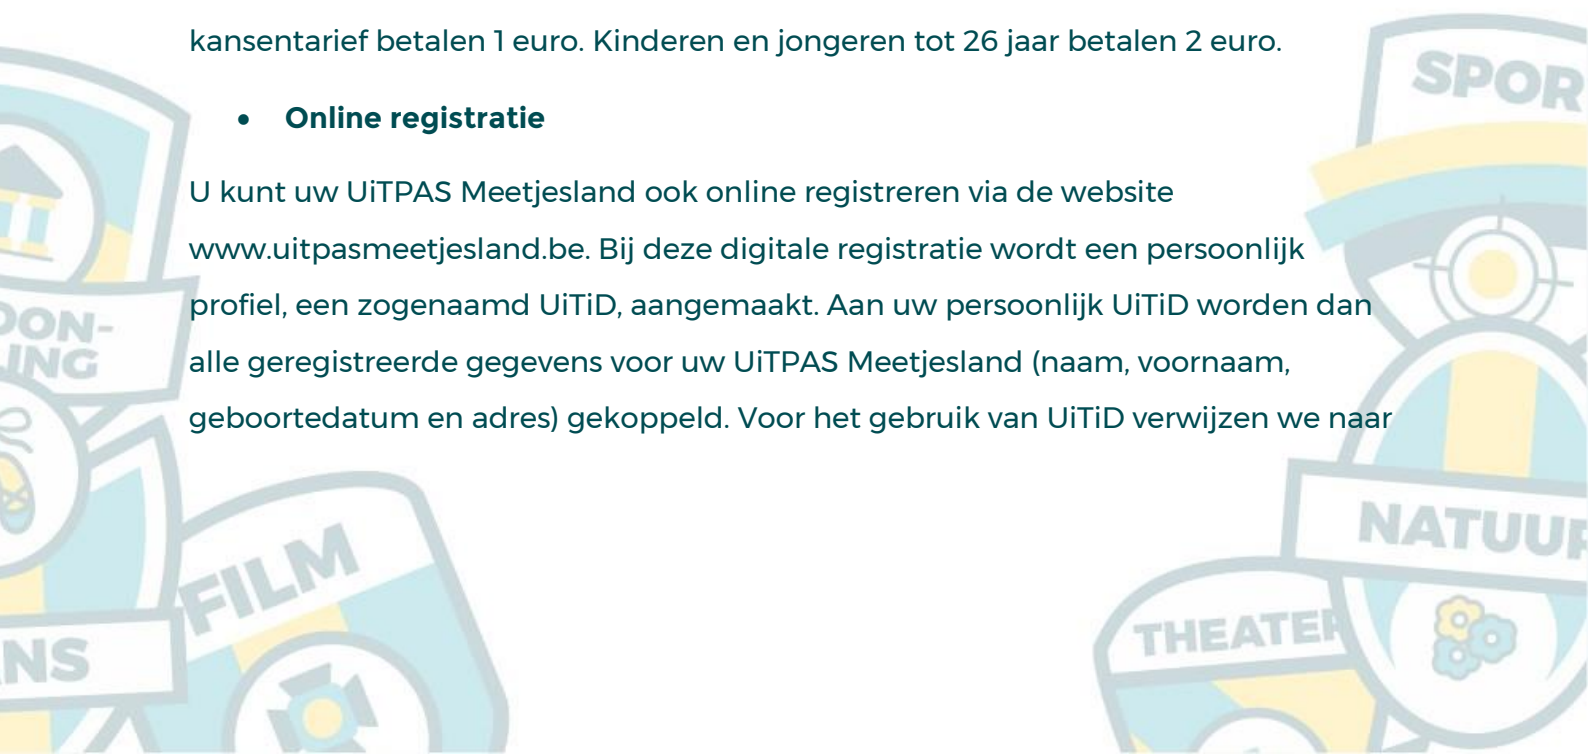 kansentarief betalen 1 euro. Kinderen en jongeren tot 26 jaar betalen 2 euro.
SPOR
• Online registratie
U kunt uw UiTPAS Meetjesland ook online registreren via de website
www.uitpasmeetjesland.be. Bij deze digitale registratie wordt een persoonlijk
profiel, een zogenaamd UiTiD, aangemaakt. Aan uw persoonlijk UiTiD worden dan
alle geregistreerde gegevens voor uw UiTPAS Meetjesland (naam, voornaam,
geboortedatum en adres) gekoppeld. Voor het gebruik van UiTiD verwijzen we naar
OON-
ING
NATUUR
FILM
THEATER
NS